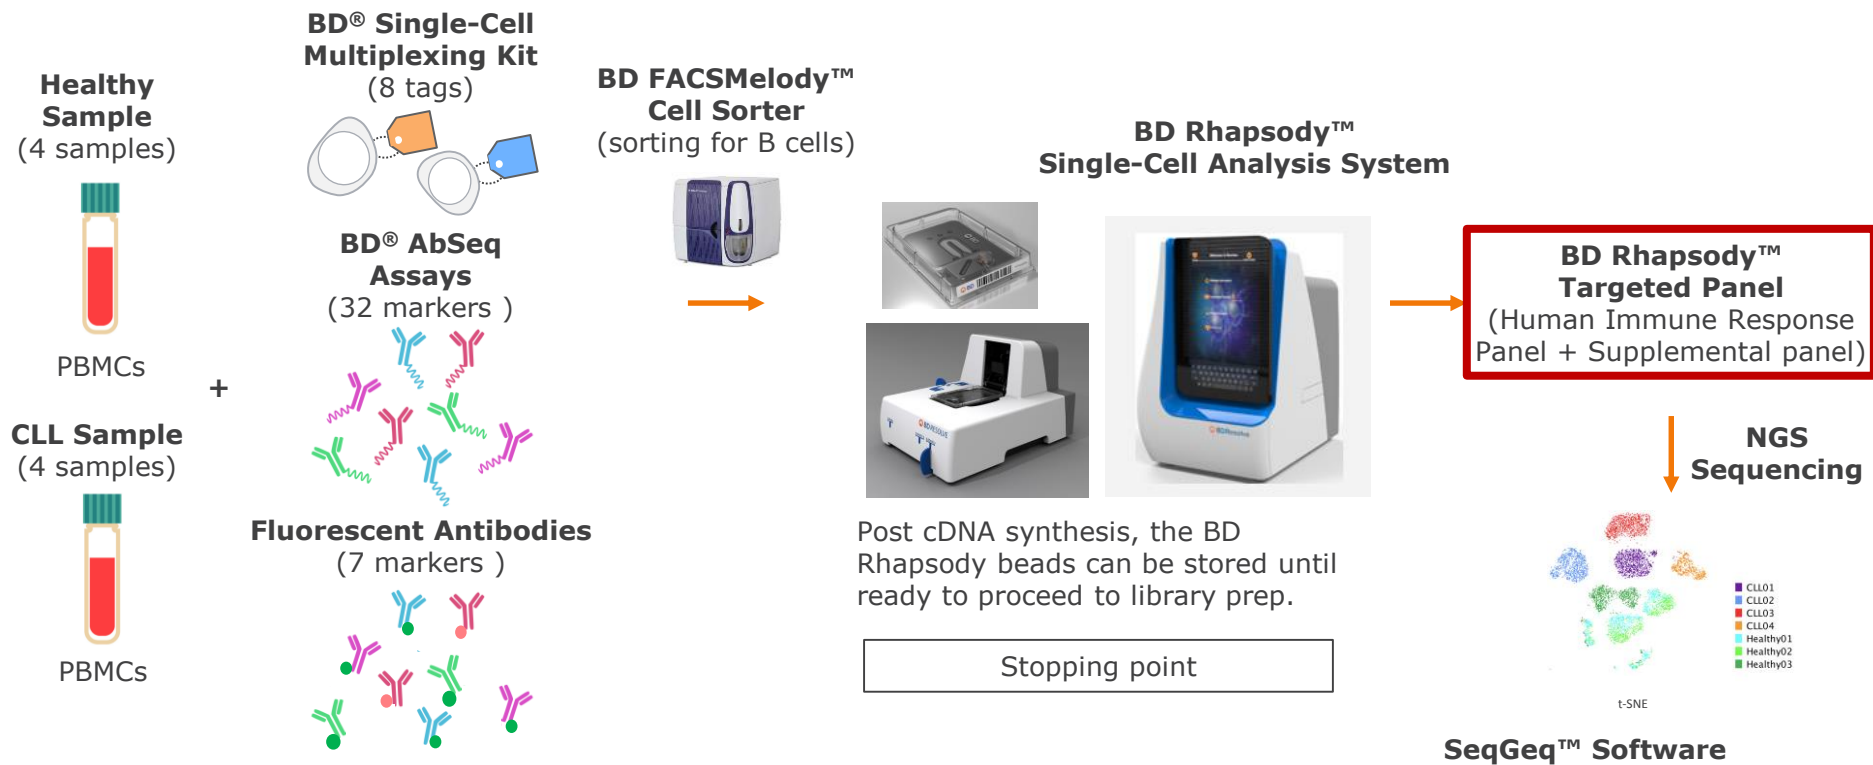 Healthy
Sample
(4 samples)
PBMCs
CLL Sample
(4 samples)
PBMCs
+
BD® Single-Cell
Multiplexing Kit
(8 tags)
BD® AbSeq
Assays
(32 markers )
Fluorescent Antibodies
(7 markers )
BD FACSMelody™
Cell Sorter
(sorting for B cells)
BD Rhapsody™
Single-Cell Analysis System
Post cDNA synthesis, the BD
Rhapsody beads can be stored until
ready to proceed to library prep.
Stopping point
BD Rhapsody™
Targeted Panel
(Human Immune Response
Panel + Supplemental panel)
NGS
Sequencing
CLL01
CLL02
CLL03
CLL04
Healthy01
Healthy02
Healthy03
t-SNE
SeqGeq™ Software